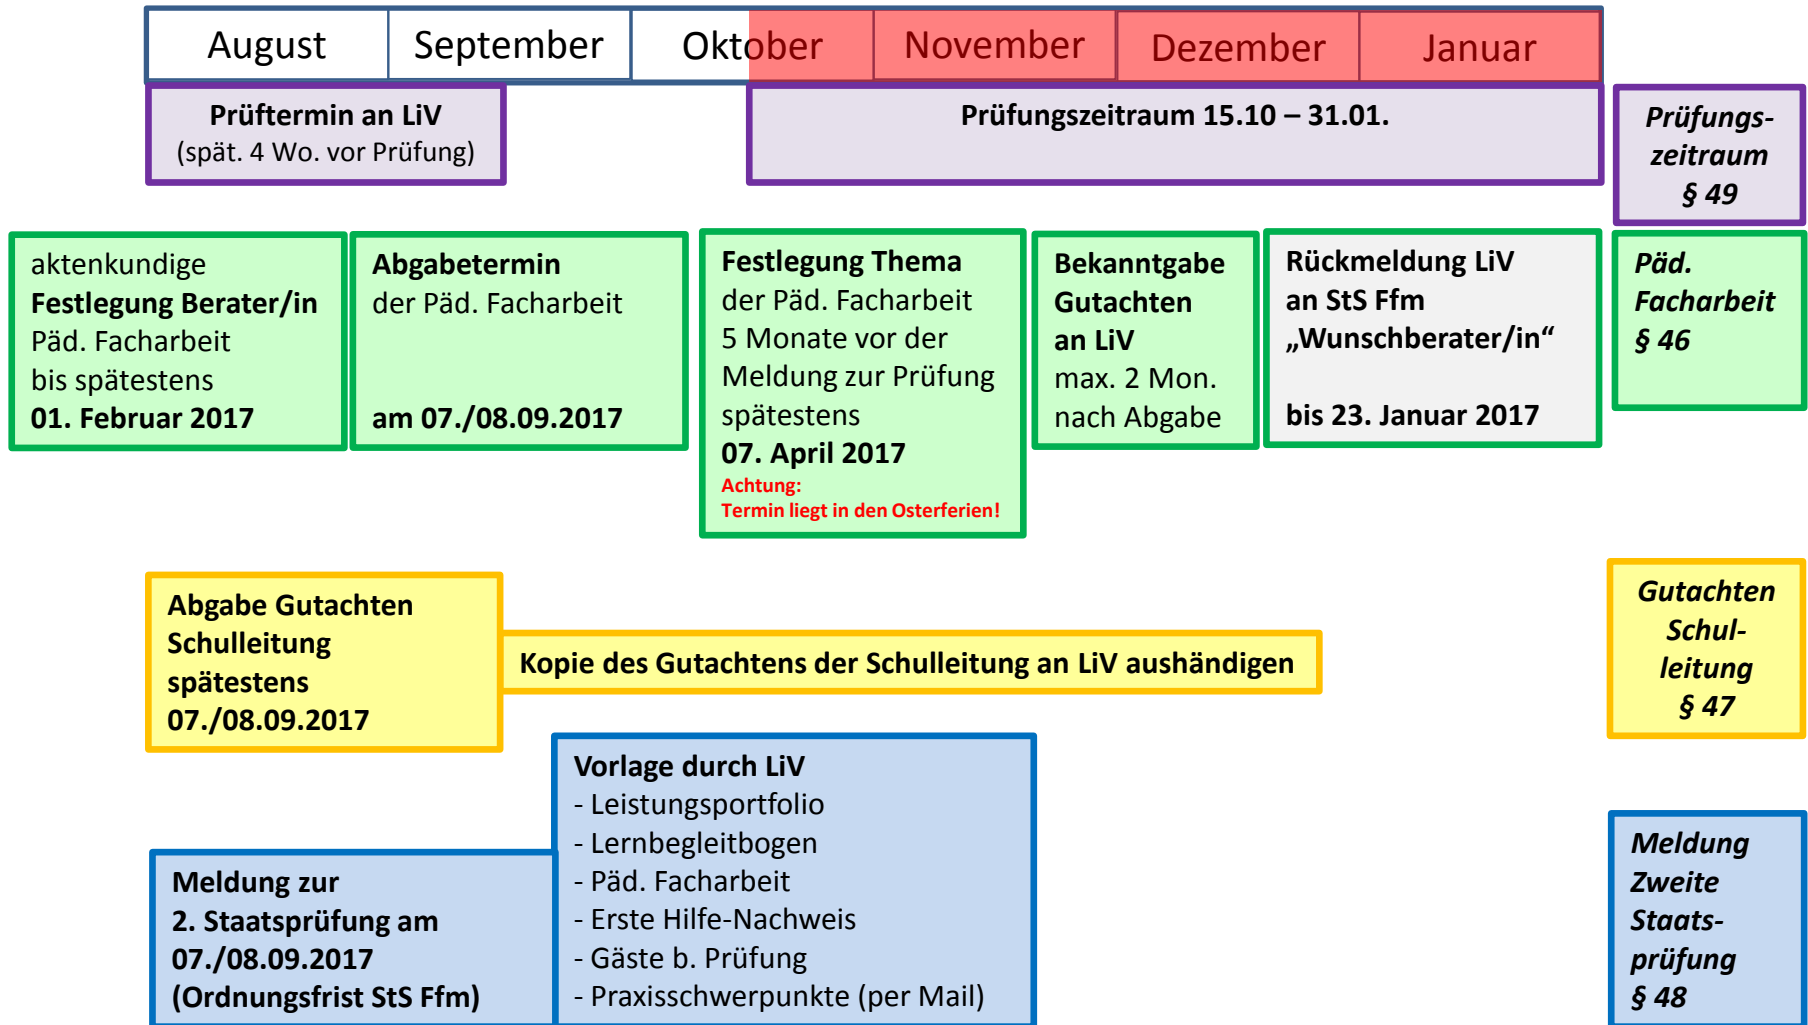 August September Oktober November Dezember Januar
Prüftermin an LiV
(spät. 4 Wo. vor Prüfung)
Prüfungszeitraum 15.10 – 31.01.
Prüfungs-
zeitraum
§ 49
aktenkundige
Festlegung Berater/in
Päd. Facharbeit
bis spätestens
01. Februar 2017
Abgabetermin
der Päd. Facharbeit
am 07./08.09.2017
Festlegung Thema
der Päd. Facharbeit
5 Monate vor der
Meldung zur Prüfung
spätestens
07. April 2017
Achtung:
Termin liegt in den Osterferien!
Bekanntgabe
Gutachten
an LiV
max. 2 Mon.
nach Abgabe
Rückmeldung LiV
an StS Ffm
„Wunschberater/in“
bis 23. Januar 2017
Päd.
Facharbeit
§ 46
Abgabe Gutachten
Schulleitung
spätestens
07./08.09.2017
Kopie des Gutachtens der Schulleitung an LiV aushändigen
Gutachten
Schul-
leitung
§ 47
Meldung zur
2. Staatsprüfung am
07./08.09.2017
(Ordnungsfrist StS Ffm)
Vorlage durch LiV
- Leistungsportfolio
- Lernbegleitbogen
- Päd. Facharbeit
- Erste Hilfe-Nachweis
- Gäste b. Prüfung
- Praxisschwerpunkte (per Mail)
Meldung
Zweite
Staats-
prüfung
§ 48